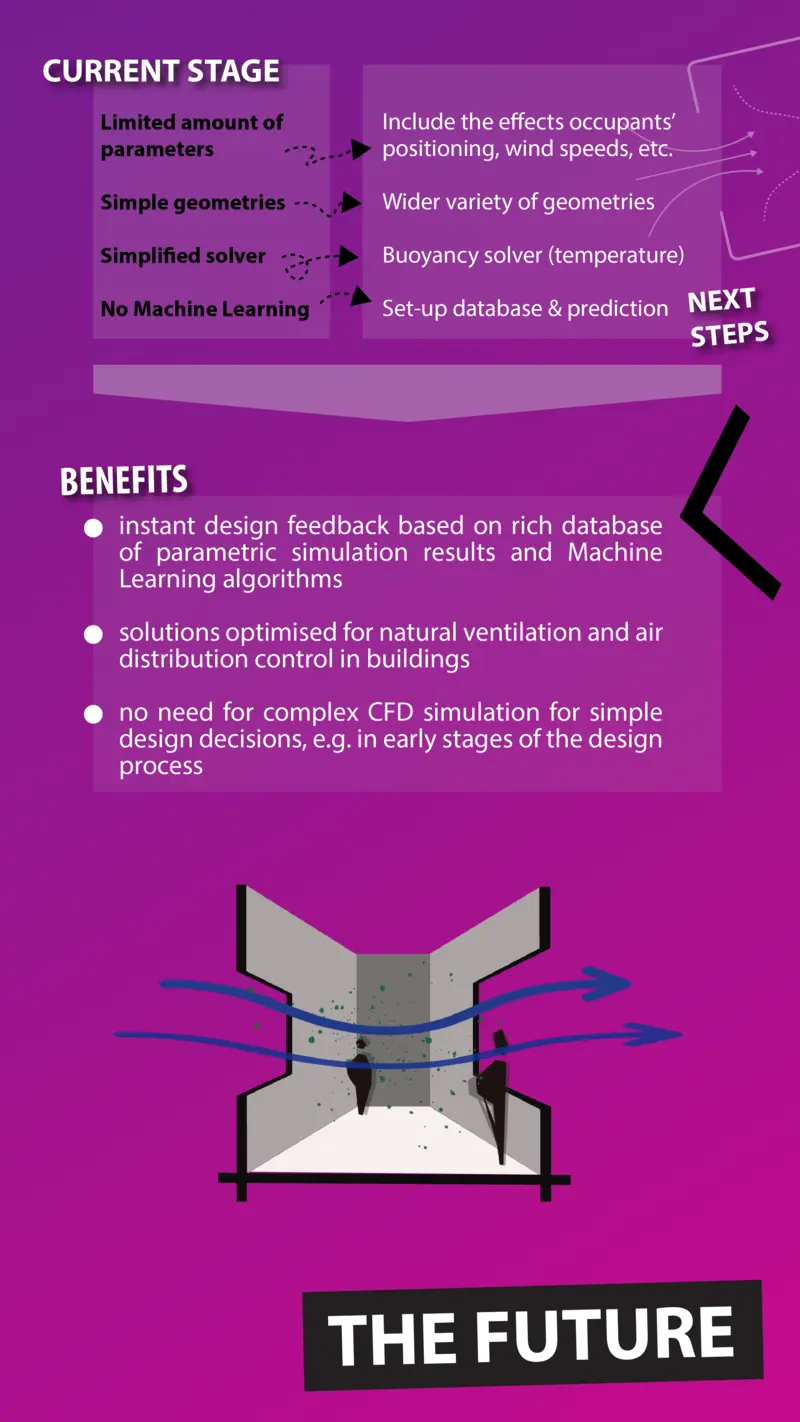 CURRENT STAGE
Limited amount of
parameters
Include the effects occupants’
positioning, wind speeds, etc.
Simple geometries
Wider variety of geometries
Simplified solver
Buoyancy solver (temperature)
No Machine Learning
Set-up database & prediction
NEXT
STEPS
BENEFITS
instant design feedback based on rich database
of parametric simulation results and Machine
Learning algorithms
solutions optimised for natural ventilation and air
distribution control in buildings
no need for complex CFD simulation for simple
design decisions, e.g. in early stages of the design
process
THE FUTURE